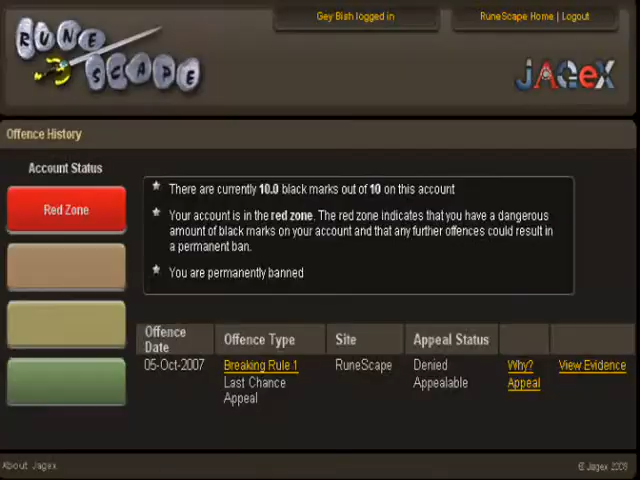 Gey Bish logged in
RuneScape Home | Logout
RUNE
SCAPE
JAGEX
Offence History
Account Status
Red Zone
There are currently 10.0 black marks out of 10 on this account
Your account is in the red zone. The red zone indicates that you have a dangerous
amount of black marks on your account and that any further offences could result in
a permanent ban.
You are permanently banned
Offence Date
Offence Type
Site
Appeal Status
05-Oct-2007
Breaking Rule 1
RuneScape
Denied
Why?
View Evidence
Last Chance
Appealable
Appeal
Appeal
About Jagex